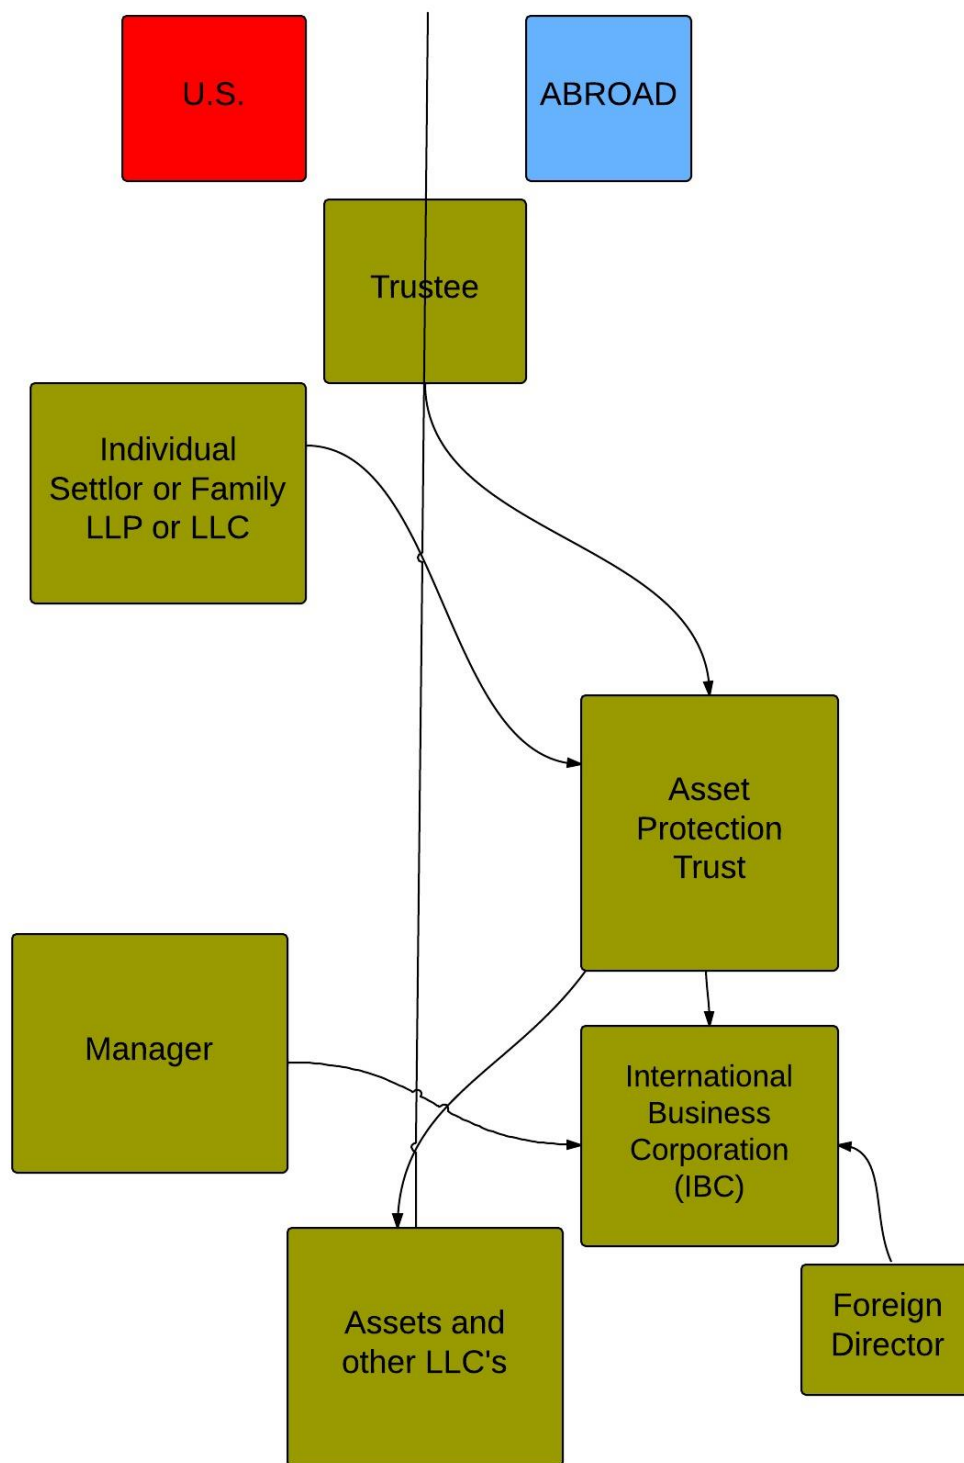 U.S.
ABROAD
Trustee
Individual
Settlor or Family
LLP or LLC
Asset
Protection
Trust
Manager
International
Business
Corporation
(IBC)
Foreign
Director
Assets and
other LLC's